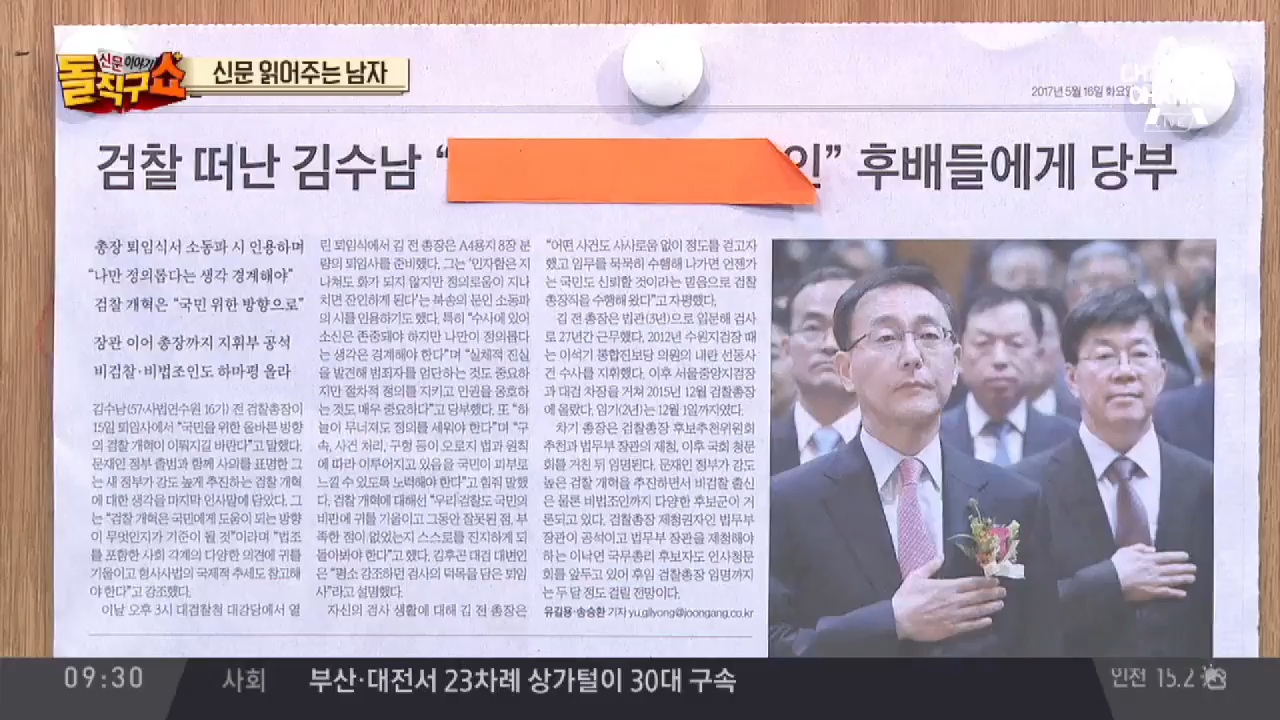 신문이야기
돌직구쇼
신문 읽어주는 남자
2017년 5월 16일 화요일
CHANNEL A
LIVE
검찰 떠난 김수남 “ 인” 후배들에게 당부
총장 퇴임식서 소동파 시 인용하며
“나만 정의롭다는 생각 경계해야”
검찰 개혁은 “국민 위한 방향으로”
장관 이어 총장까지 지휘부 공석
비검찰·비법조인도 하마평 올라
김수남(57·사법연수원 16기) 전 검찰총장이
15일 퇴임사에서 “국민을 위한 올바른 방향
의 검찰 개혁이 이뤄지길 바란다”고 말했다.
문재인 정부 출범과 함께 사의를 표명한 그
는 새 정부가 강도 높게 추진하는 검찰 개혁
에 대한 생각을 마지막 인사말에 담았다. 그
는 “검찰 개혁은 국민에게 도움이 되는 방향
이 무엇인지가 기준이 될 것”이라며 “법조
를 포함한 사회 각계의 다양한 의견에 귀를
기울이고 형사사법의 국제적 추세도 참고해
야 한다”고 강조했다.
이날 오후 3시 대검찰청 대강당에서 열
린 퇴임식에서 김 전 총장은 A4용지 8장 분
량의 퇴임사를 준비했다. 그는 ‘인자함은 지
나쳐도 화가 되지 않지만 정의로움이 지나
치면 잔인하게 된다’는 북송의 문인 소동파
의 시를 인용하기도 했다. 특히 “수사에 있어
소신은 존중돼야 하지만 나만이 정의롭다
는 생각은 경계해야 한다”며 “실체적 진실
을 발견해 범죄자를 엄단하는 것도 중요하
지만 절차적 정의를 지키고 인권을 옹호하
는 것도 매우 중요하다”고 당부했다. 또 “하
늘이 무너져도 정의를 세워야 한다”며 “구
속, 사건 처리, 구형 등이 오로지 법과 원칙
에 따라 이루어지고 있음을 국민이 피부로
느낄 수 있도록 노력해야 한다”고 힘줘 말했
다. 검찰 개혁에 대해선 “우리 검찰도 국민의
비판에 귀를 기울이고 그동안 잘못된 점, 부
족한 점이 없었는지 스스로를 진지하게 되
돌아봐야 한다”고 했다. 김후곤 대검 대변인
은 “평소 강조하던 검사의 덕목을 담은 퇴임
사”라고 설명했다.
자신의 검사 생활에 대해 김 전 총장은
“어떤 사건도 사사로움 없이 정도를 걷고자
했고 임무를 묵묵히 수행해 나가면 언젠가
는 국민도 신뢰할 것이라는 믿음으로 검찰
총장직을 수행해 왔다”고 자평했다.
김 전 총장은 법관(3년)으로 입문해 검사
로 27년간 근무했다. 2012년 수원지검장 때
는 이석기 통합진보당 의원의 내란 선동사
건 수사를 지휘했다. 이후 서울중앙지검장
과 대검 차장을 거쳐 2015년 12월 검찰총장
에 올랐다. 임기(2년)는 12월 1일까지였다.
차기 총장은 검찰총장 후보추천위원회
추천과 법무부 장관의 제청, 이후 국회 청문
회를 거친 뒤 임명된다. 문재인 정부가 강도
높은 검찰 개혁을 추진하면서 비검찰 출신
은 물론 비법조인까지 다양한 후보군이 거
론되고 있다. 검찰총장 제청권자인 법무부
장관이 공석이고 법무부 장관을 제청해야
하는 이낙연 국무총리 후보자도 인사청문
회를 앞두고 있어 후임 검찰총장 임명까지
는 두 달 정도 걸릴 전망이다.
유길용·송승환 기자 yu.gilyong@joongang.co.kr
09:30 사회 부산·대전서 23차례 상가털이 30대 구속 인천 15.2